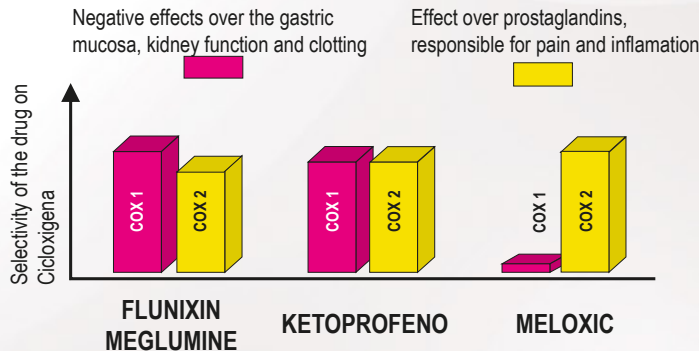 Negative effects over the gastric
mucosa, kidney function and clotting
Effect over prostaglandins,
responsible for pain and inflamation
Selectivity of the drug on
Cicloxigena
COX 1
COX 2
COX 1
COX 2
COX 1
COX 2
FLUNIXIN
MEGLUMINE
KETOPROFENO
MELOXIC